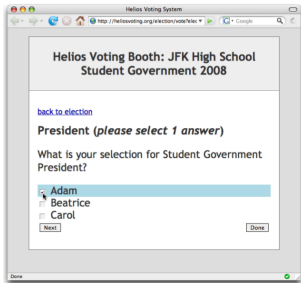 Helios Voting System
http://heliosvoting.org/election/vote?elec
Google
Helios Voting Booth: JFK High School
Student Government 2008
back to election
President (please select 1 answer)
What is your selection for Student Government
President?
Adam
Beatrice
Carol
Next
Done
Done